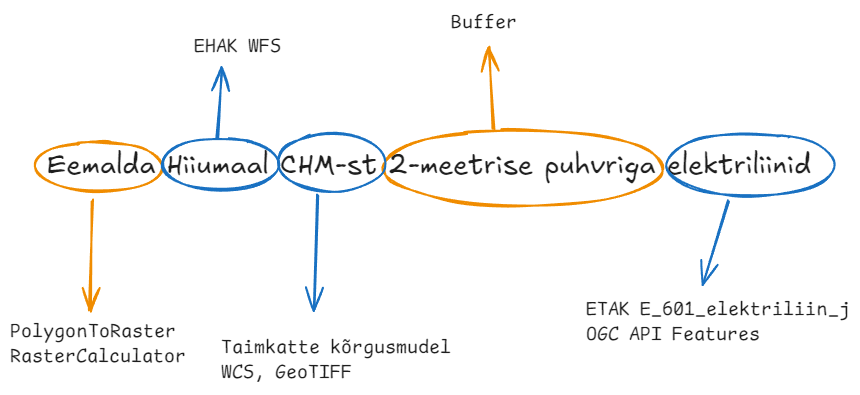 Buffer
EHAK WFS
Eemalda Hiiumaal CHM-st 2-meetrise puhvriga elektriliinid
PolygonToRaster
RasterCalculator
Taimkatte kõrgusmudel
WCS, GeoTIFF
ETAK E_601_elektriliin_j
OGC API Features